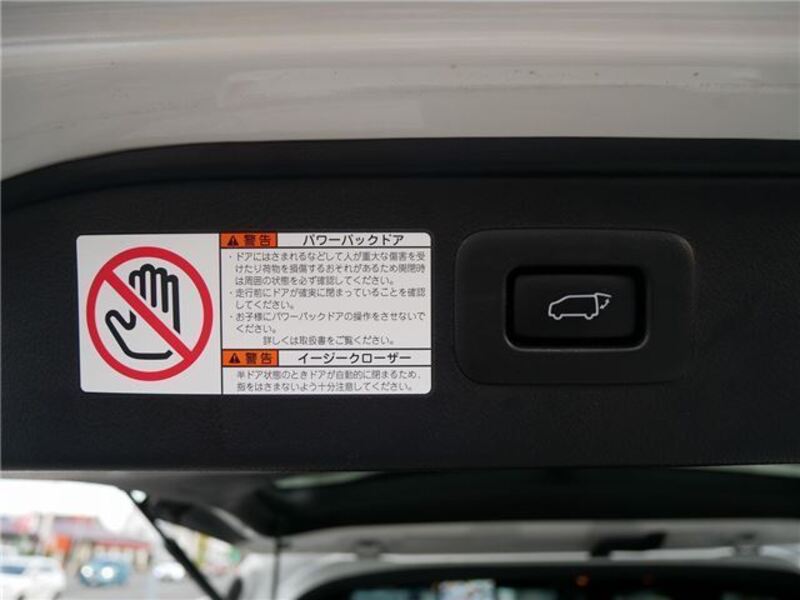 警告 パワーバックドア
・ドアにはさまれるなどして人が重大な傷害を受
けたり荷物を損傷するおそれがあるため開閉時
は周囲の状態を必ず確認してください。
・走行前にドアが確実に閉まっていることを確認
してください。
・お子様にパワーバックドアの操作をさせないで
ください。
詳しくは取扱書をご覧ください。
警告 イージークローザー
半ドア状態のときドアが自動的に閉まるため、
指をはさまないよう十分注意してください。